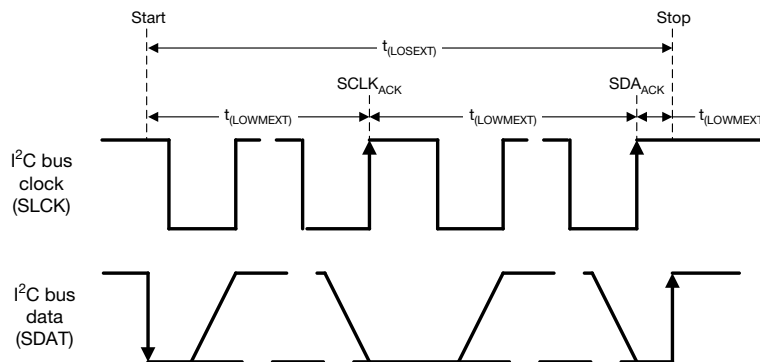 Start
Stop
t(LOSEXT)
SCLKACK
SDAACK
t(LOWMEXT)
t(LOWMEXT)
t(LOWMEXT)
I²C bus
clock
(SLCK)
I²C bus
data
(SDAT)